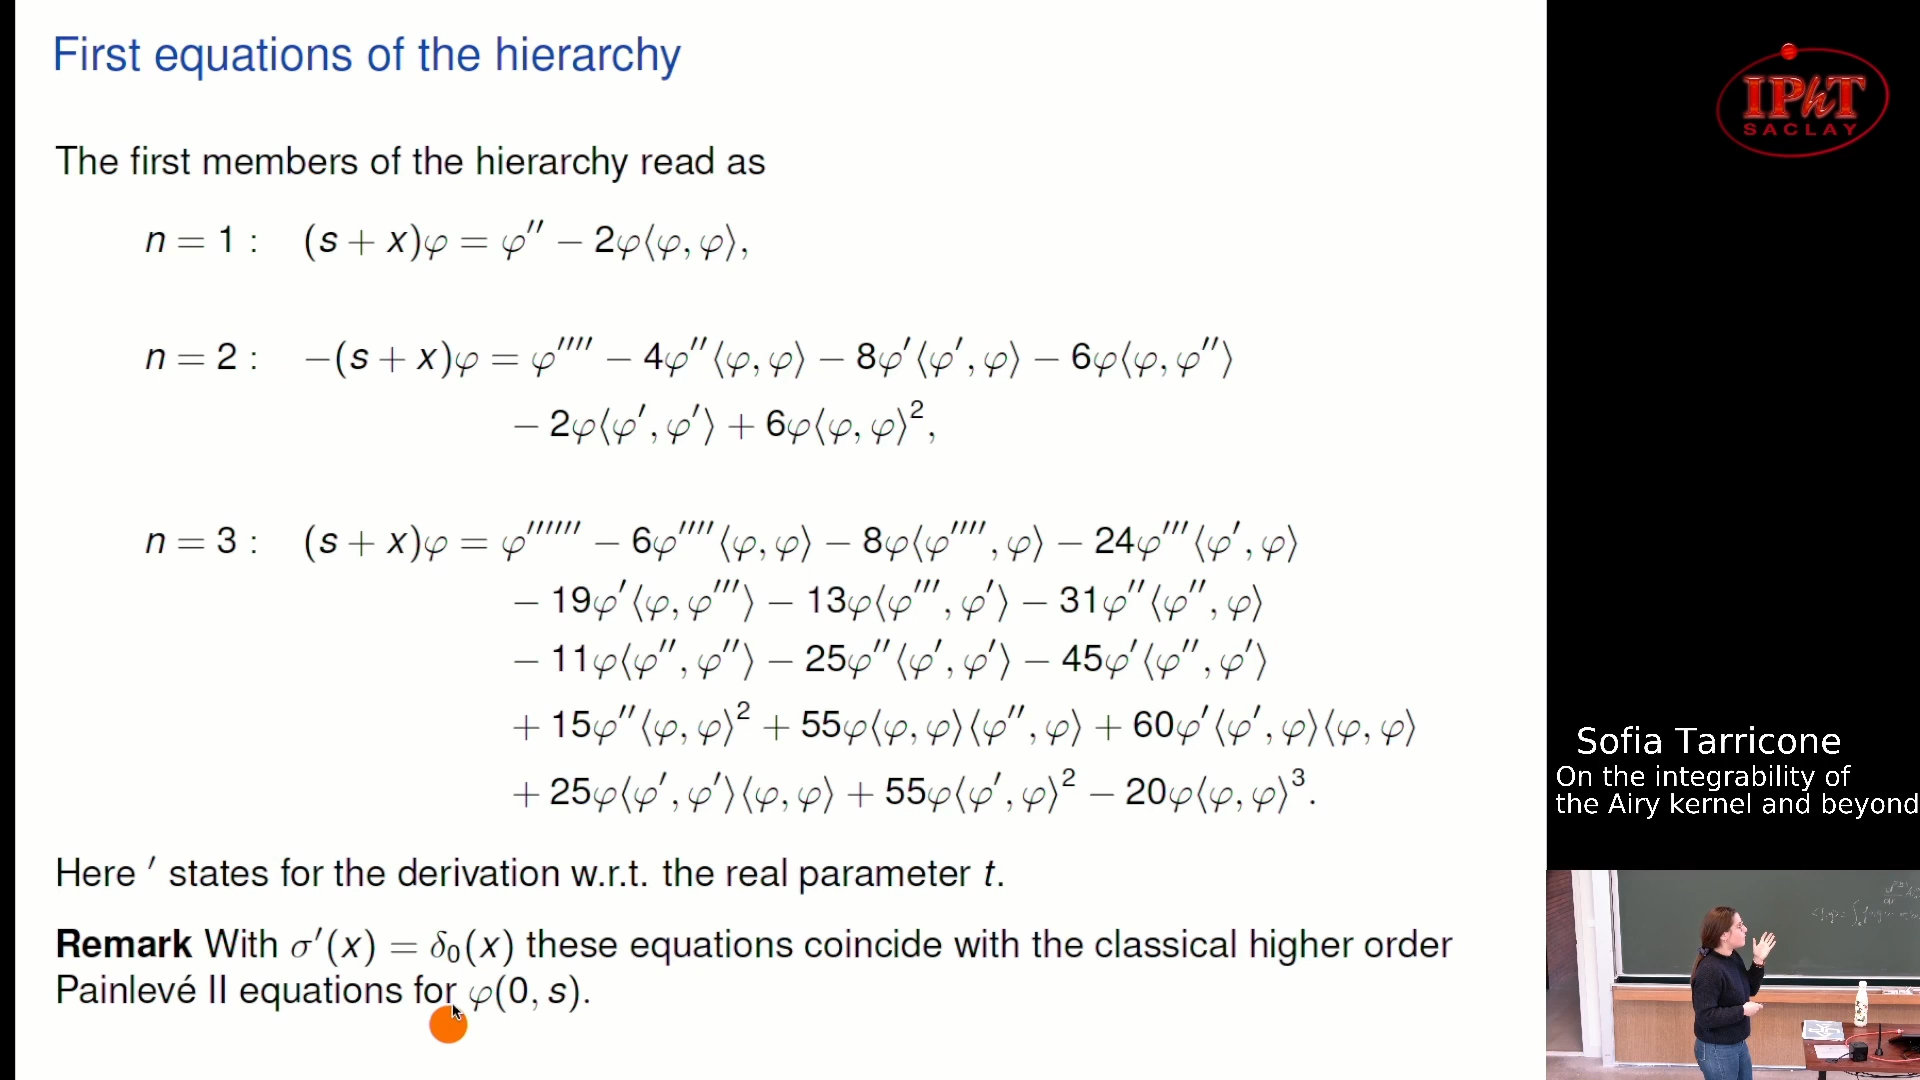 First equations of the hierarchy
The first members of the hierarchy read as
n = 1 : (s + x)φ = φ′′ − 2φ⟨φ, φ⟩,
n = 2 : −(s + x)φ = φ′′′′ − 4φ′′⟨φ, φ⟩ − 8φ′⟨φ′, φ⟩ − 6φ⟨φ, φ′′⟩
− 2φ⟨φ′, φ′⟩ + 6φ⟨φ, φ⟩²,
n = 3 : (s + x)φ = φ′′′′′′ − 6φ′′′′⟨φ, φ⟩ − 8φ⟨φ′′′′, φ⟩ − 24φ′′′⟨φ′, φ⟩
− 19φ′⟨φ, φ′′′⟩ − 13φ⟨φ′′′, φ′⟩ − 31φ′′⟨φ′′, φ⟩
− 11φ⟨φ′′, φ′′⟩ − 25φ′′⟨φ′, φ′⟩ − 45φ′⟨φ′′, φ′⟩
+ 15φ′′⟨φ, φ⟩² + 55φ⟨φ, φ⟩⟨φ′′, φ⟩ + 60φ′⟨φ′, φ⟩⟨φ, φ⟩
+ 25φ⟨φ′, φ′⟩⟨φ, φ⟩ + 55φ⟨φ′, φ⟩² − 20φ⟨φ, φ⟩³.
Here ′ states for the derivation w.r.t. the real parameter t.
Remark With σ′(x) = δ₀(x) these equations coincide with the classical higher order
Painlevé II equations for φ(0, s).
IPhT
SACLAY
Sofia Tarricone
On the integrability of
the Airy kernel and beyond